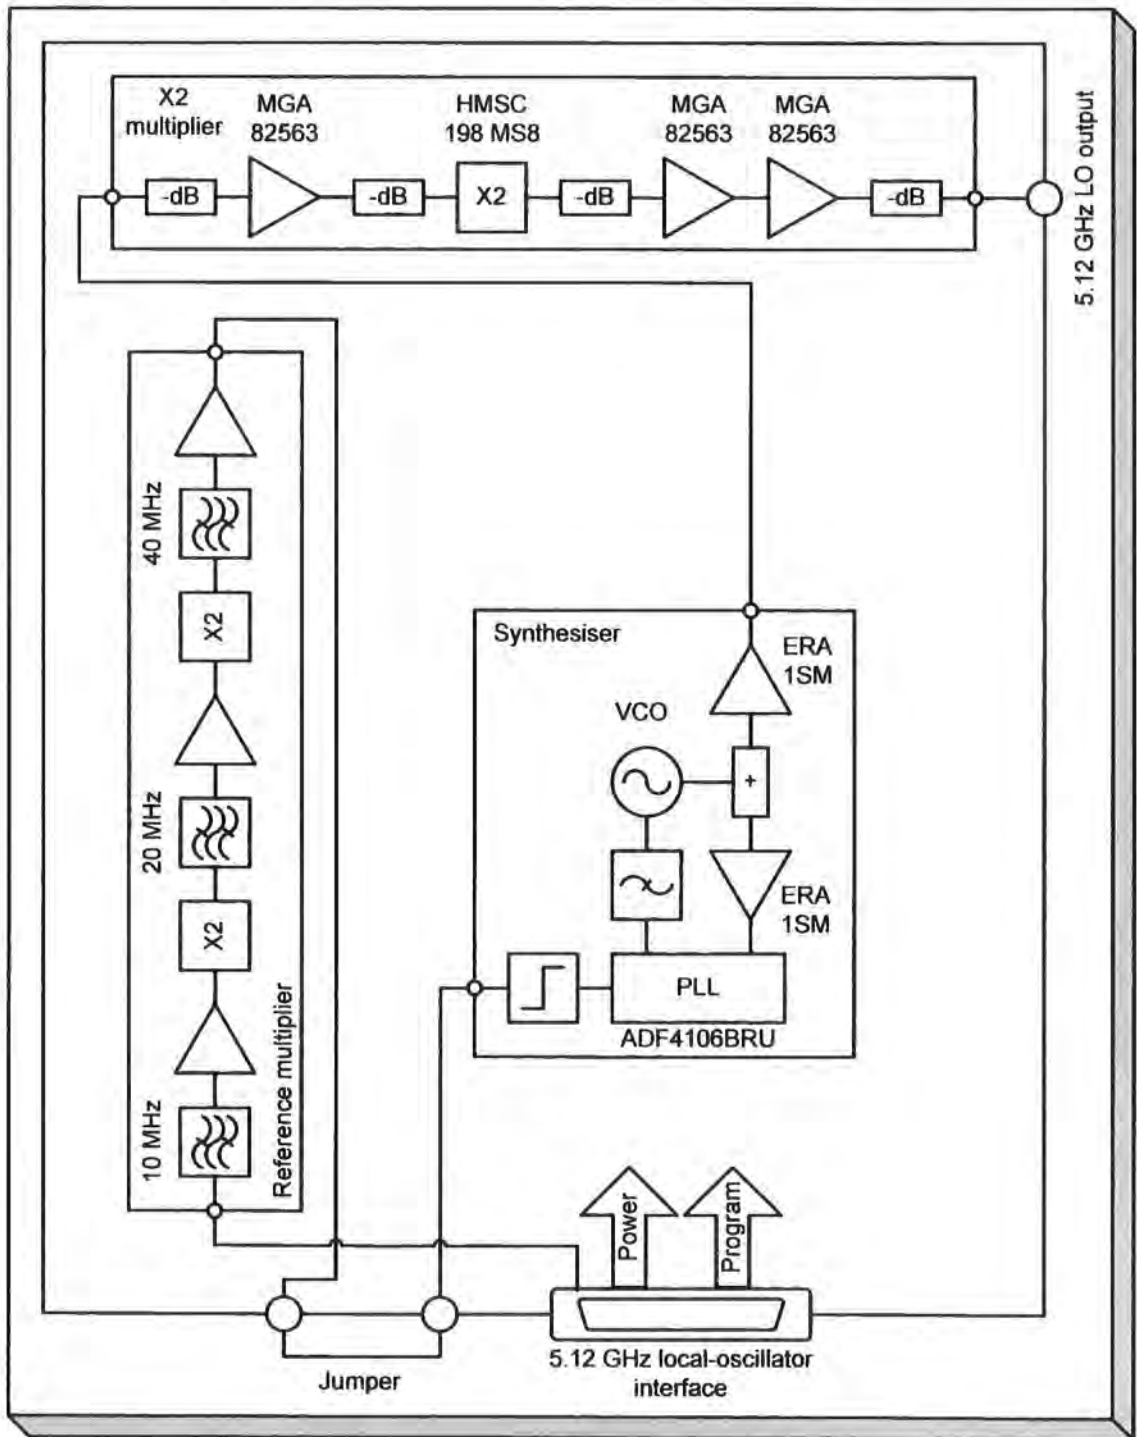 X2
multiplier
MGA
82563
HMSC
198 MS8
MGA
82563
MGA
82563
-dB
-dB
X2
-dB
-dB
5.12 GHz LO output
40 MHz
X2
20 MHz
X2
10 MHz
Reference multiplier
Synthesiser
ERA
1SM
VCO
+
ERA
1SM
PLL
ADF4106BRU
Power
Program
5.12 GHz local-oscillator
interface
Jumper